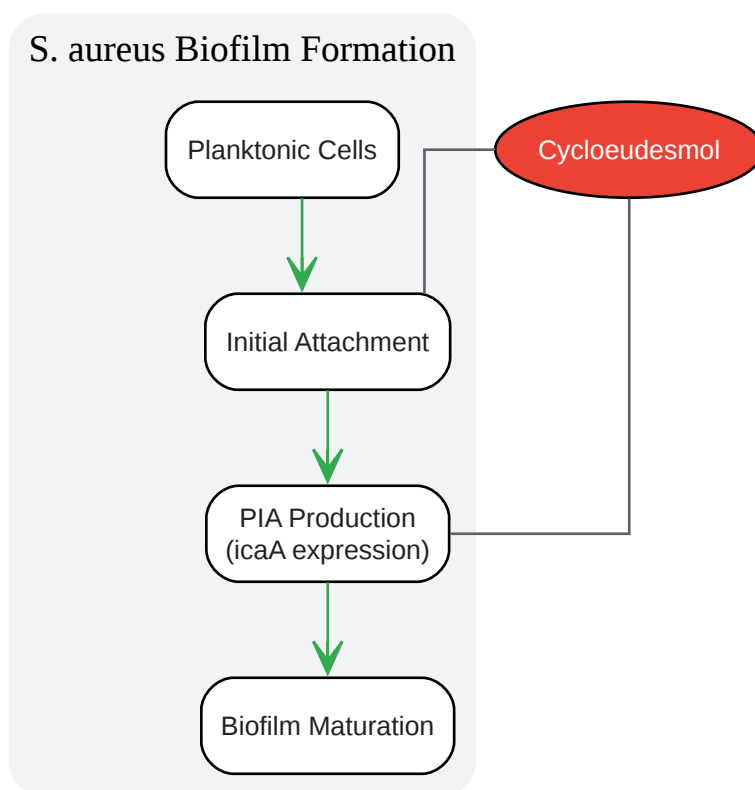 S. aureus Biofilm Formation
Planktonic Cells
Cycloeudesmol
Initial Attachment
PIA Production
(icaA expression)
Biofilm Maturation